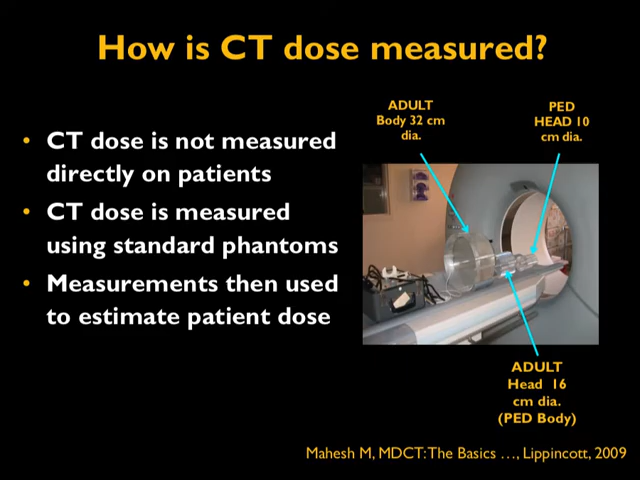 How is CT dose measured?
ADULT
Body 32 cm
dia.
PED
HEAD 10
cm dia.
• CT dose is not measured
directly on patients
• CT dose is measured
using standard phantoms
• Measurements then used
to estimate patient dose
ADULT
Head 16
cm dia.
(PED Body)
Mahesh M, MDCT: The Basics …, Lippincott, 2009